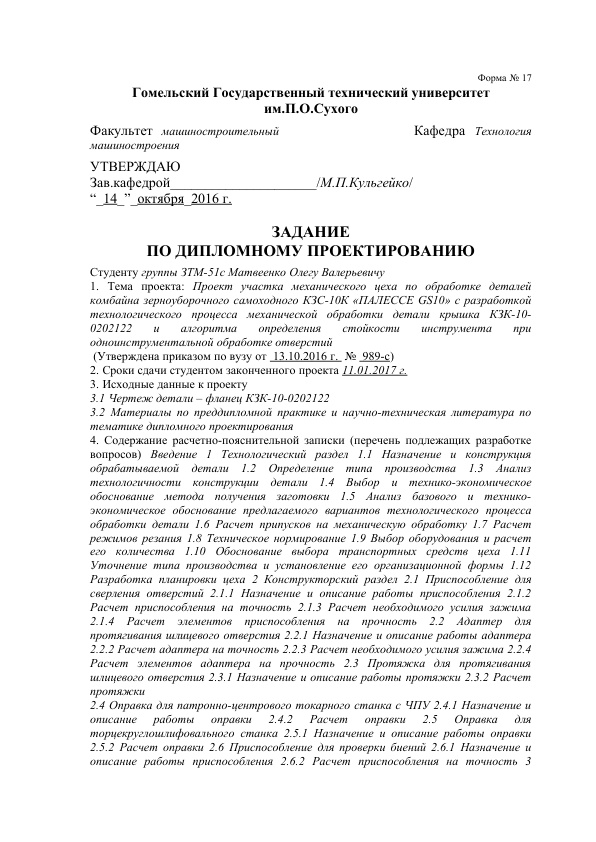 Форма № 17
Гомельский Государственный технический университет
им.П.О.Сухого
Факультет машиностроительный Кафедра Технология
машиностроения
УТВЕРЖДАЮ
Зав.кафедрой_____________________/М.П.Кульгейко/
“_14_”_октября_2016 г.
ЗАДАНИЕ
ПО ДИПЛОМНОМУ ПРОЕКТИРОВАНИЮ
Студенту группы ЗТМ-51с Матвеенко Олегу Валерьевичу
1. Тема проекта: Проект участка механического цеха по обработке деталей
комбайна зерноуборочного самоходного КЗС-10К «ПАЛЕССЕ GS10» с разработкой
технологического процесса механической обработки детали крышка КЗК-10-
0202122 и алгоритма определения стойкости инструмента при
одноинструментальной обработке отверстий
(Утверждена приказом по вузу от 13.10.2016 г. № 989-с)
2. Сроки сдачи студентом законченного проекта 11.01.2017 г.
3. Исходные данные к проекту
3.1 Чертеж детали – фланец КЗК-10-0202122
3.2 Материалы по преддипломной практике и научно-техническая литература по
тематике дипломного проектирования
4. Содержание расчетно-пояснительной записки (перечень подлежащих разработке
вопросов) Введение 1 Технологический раздел 1.1 Назначение и конструкция
обрабатываемой детали 1.2 Определение типа производства 1.3 Анализ
технологичности конструкции детали 1.4 Выбор и технико-экономическое
обоснование метода получения заготовки 1.5 Анализ базового и технико-
экономическое обоснование предлагаемого вариантов технологического процесса
обработки детали 1.6 Расчет припусков на механическую обработку 1.7 Расчет
режимов резания 1.8 Техническое нормирование 1.9 Выбор оборудования и расчет
его количества 1.10 Обоснование выбора транспортных средств цеха 1.11
Уточнение типа производства и установление его организационной формы 1.12
Разработка планировки цеха 2 Конструкторский раздел 2.1 Приспособление для
сверления отверстий 2.1.1 Назначение и описание работы приспособления 2.1.2
Расчет приспособления на точность 2.1.3 Расчет необходимого усилия зажима
2.1.4 Расчет элементов приспособления на прочность 2.2 Адаптер для
протягивания шлицевого отверстия 2.2.1 Назначение и описание работы адаптера
2.2.2 Расчет адаптера на точность 2.2.3 Расчет необходимого усилия зажима 2.2.4
Расчет элементов адаптера на прочность 2.3 Протяжка для протягивания
шлицевого отверстия 2.3.1 Назначение и описание работы протяжки 2.3.2 Расчет
протяжки
2.4 Оправка для патронно-центрового токарного станка с ЧПУ 2.4.1 Назначение и
описание работы оправки 2.4.2 Расчет оправки 2.5 Оправка для
торцекруглошлифовального станка 2.5.1 Назначение и описание работы оправки
2.5.2 Расчет оправки 2.6 Приспособление для проверки биений 2.6.1 Назначение и
описание работы приспособления 2.6.2 Расчет приспособления на точность 3